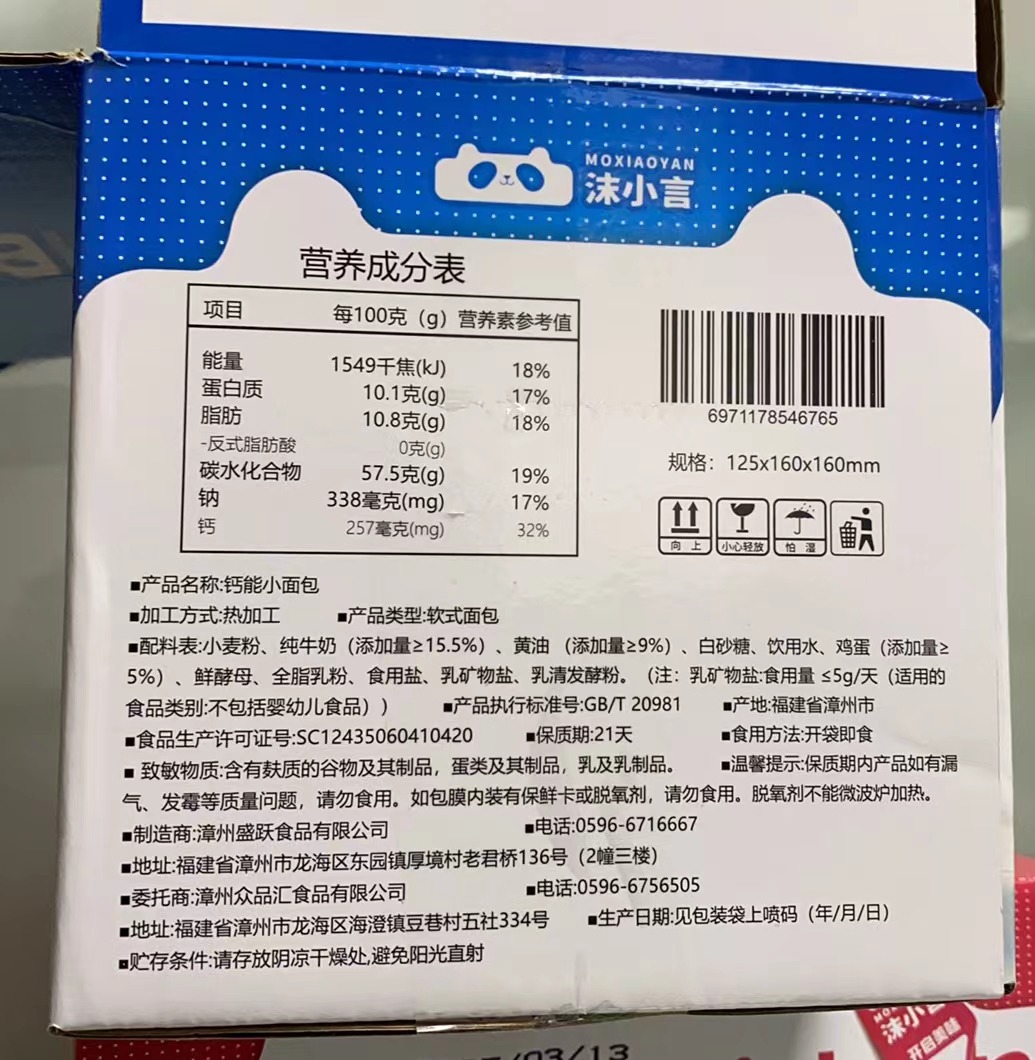 MOXIAOYAN
沫小言
营养成分表
项目 每100克（g）营养素参考值
能量 1549千焦(kJ) 18%
蛋白质 10.1克(g) 17%
脂肪 10.8克(g) 18%
-反式脂肪酸 0克(g)
碳水化合物 57.5克(g) 19%
钠 338毫克(mg) 17%
钙 257毫克(mg) 32%
6971178546765
规格：125x160x160mm
向上 小心轻放 怕湿
■产品名称:钙能小面包
■加工方式:热加工 ■产品类型:软式面包
■配料表:小麦粉、纯牛奶（添加量≥15.5%）、黄油（添加量≥9%）、白砂糖、饮用水、鸡蛋（添加量≥
5%）、鲜酵母、全脂乳粉、食用盐、乳矿物盐、乳清发酵粉。（注：乳矿物盐:食用量 ≤5g/天（适用的
食品类别:不包括婴幼儿食品）） ■产品执行标准号:GB/T 20981 ■产地:福建省漳州市
■食品生产许可证号:SC12435060410420 ■保质期:21天 ■食用方法:开袋即食
■ 致敏物质:含有麸质的谷物及其制品，蛋类及其制品，乳及乳制品。 ■温馨提示:保质期内产品如有漏
气、发霉等质量问题，请勿食用。如包膜内装有保鲜卡或脱氧剂，请勿食用。脱氧剂不能微波炉加热。
■制造商:漳州盛跃食品有限公司 ■电话:0596-6716667
■地址:福建省漳州市龙海区东园镇厚境村老君桥136号（2幢三楼）
■委托商:漳州众品汇食品有限公司 ■电话:0596-6756505
■地址:福建省漳州市龙海区海澄镇豆巷村五社334号 ■生产日期:见包装袋上喷码（年/月/日）
■贮存条件:请存放阴凉干燥处,避免阳光直射
沫小
开启美味
/03/13